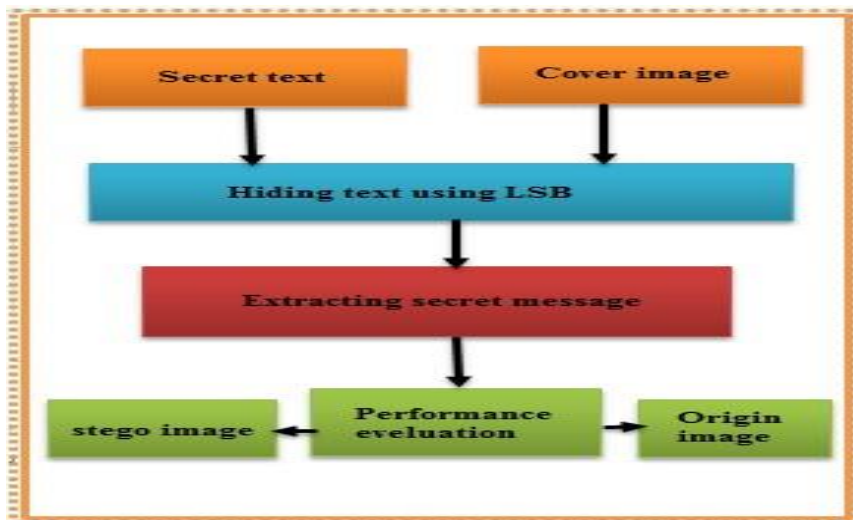 Secret text
Cover image
Hiding text using LSB
Extracting secret message
stego image
Performance
eveluation
Origin
image